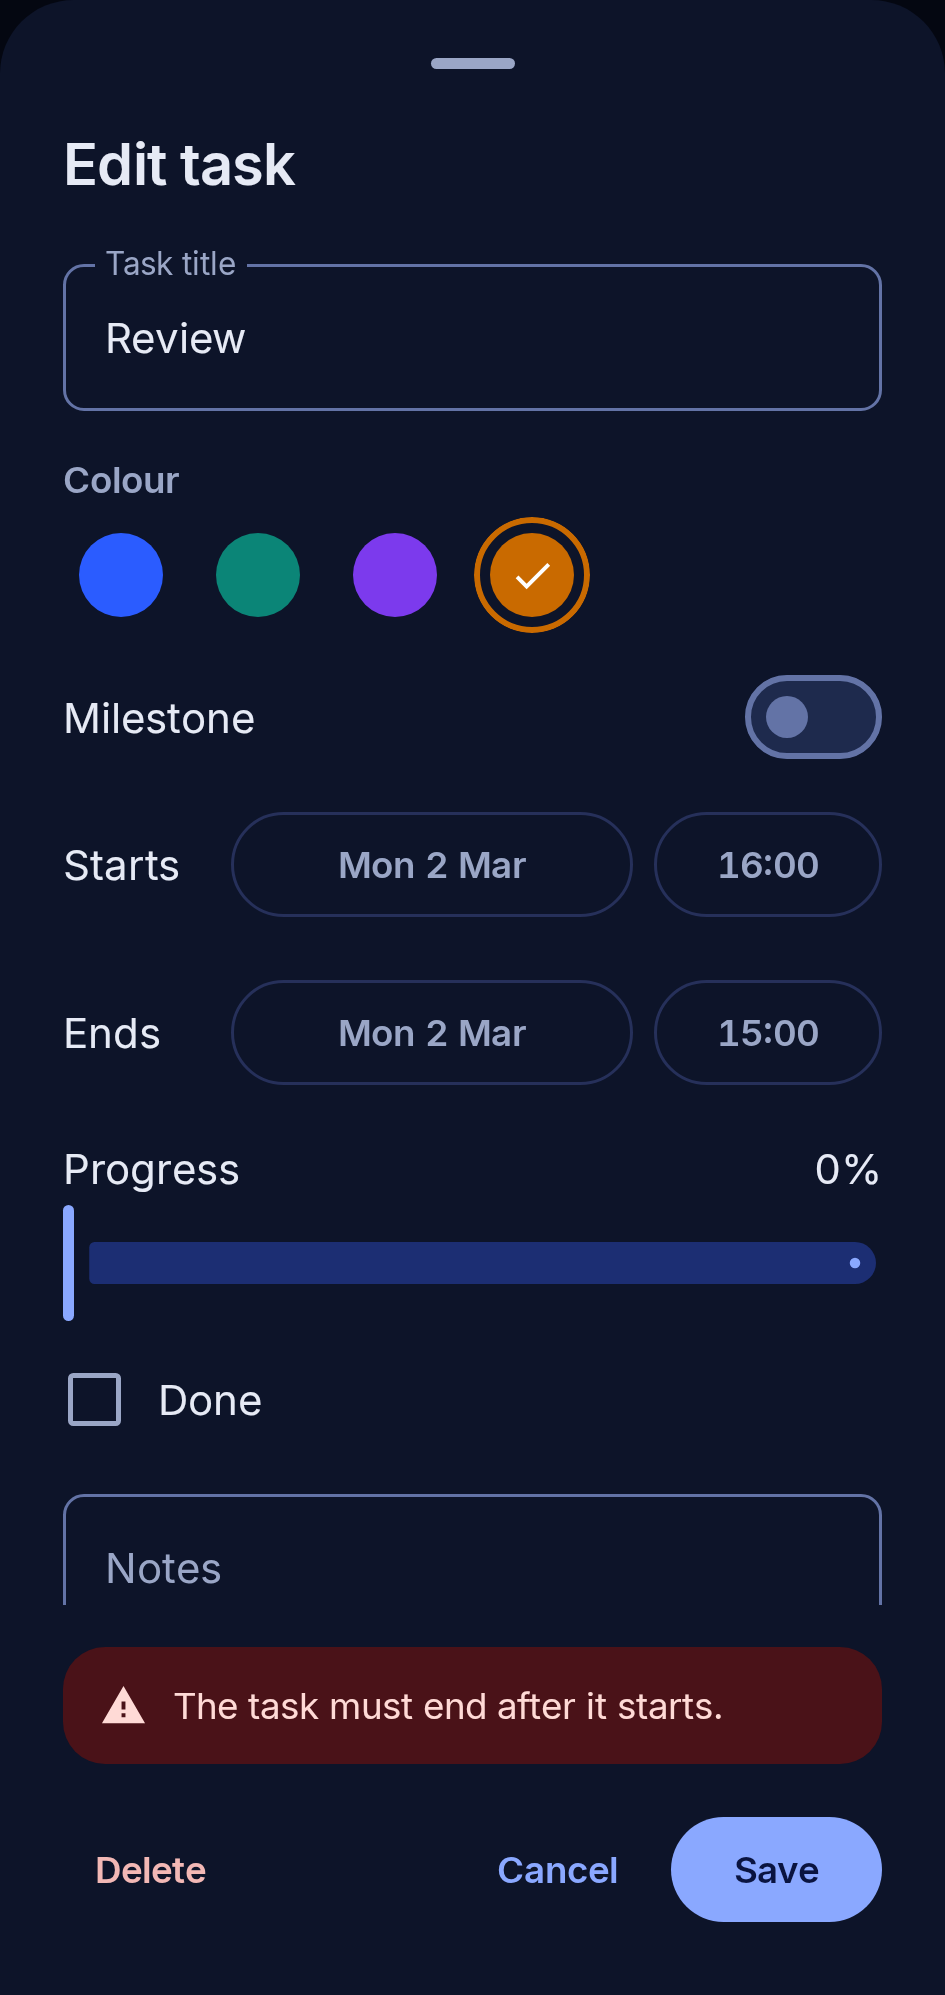 Edit task
Task title
Review
Colour
Milestone
Starts Mon 2 Mar 16:00
Ends Mon 2 Mar 15:00
Progress 0%
Done
Notes
The task must end after it starts.
Delete Cancel Save